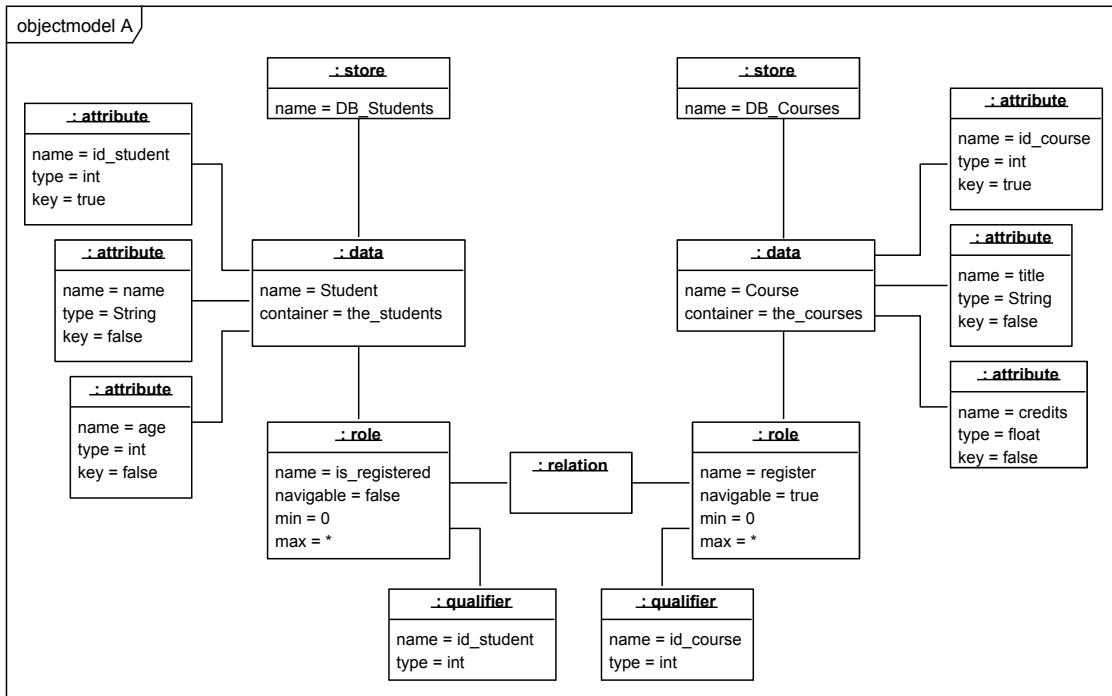 objectmodel A
: store
name = DB_Students
: store
name = DB_Courses
: attribute
name = id_student
type = int
key = true
: attribute
name = id_course
type = int
key = true
: attribute
name = name
type = String
key = false
: data
name = Student
container = the_students
: data
name = Course
container = the_courses
: attribute
name = title
type = String
key = false
: attribute
name = age
type = int
key = false
: attribute
name = credits
type = float
key = false
: role
name = is_registered
navigable = false
min = 0
max = *
: relation
: role
name = register
navigable = true
min = 0
max = *
: qualifier
name = id_student
type = int
: qualifier
name = id_course
type = int